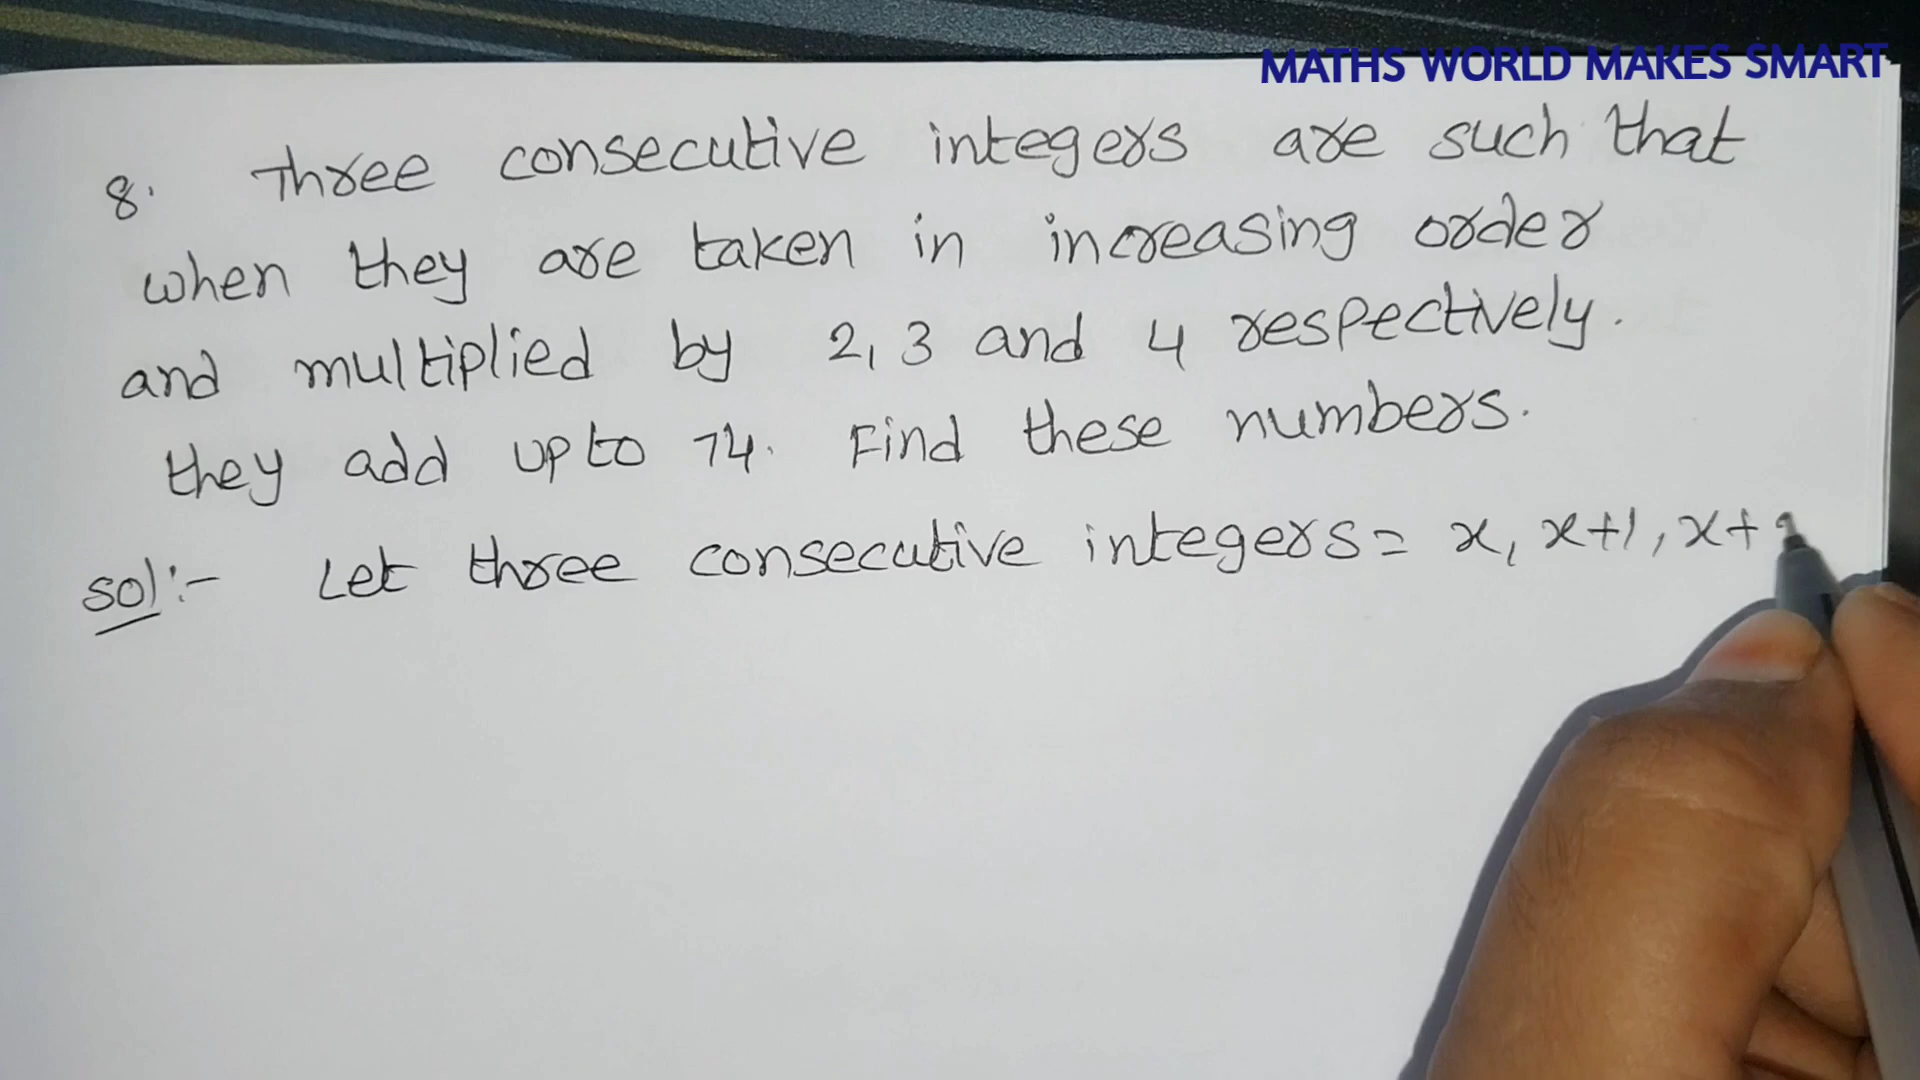 MATHS WORLD MAKES SMART
8. Three consecutive integers are such that
when they are taken in increasing order
and multiplied by 2, 3 and 4 respectively.
they add upto 74. Find these numbers.
Sol:- Let three consecutive integers = x, x+1, x+